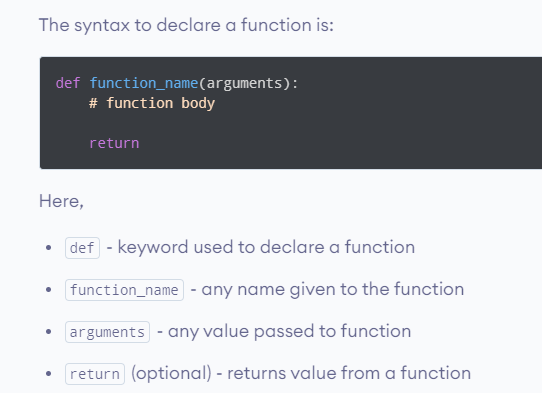 The syntax to declare a function is:
def function_name(arguments):
    # function body
    return
Here,
• def - keyword used to declare a function
• function_name - any name given to the function
• arguments - any value passed to function
• return (optional) - returns value from a function